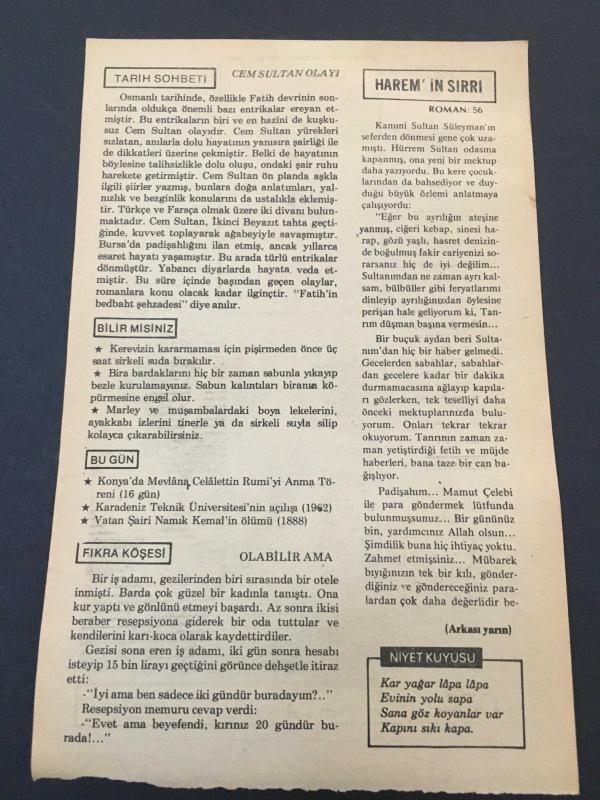 TARİH SOHBETİ
CEM SULTAN OLAYI
Osmanlı tarihinde, özellikle Fatih devrinin son-
larında oldukça önemli bazı entrikalar ereyan et-
miştir. Bu entrikaların biri ve en hazini de kuşku-
suz Cem Sultan olayıdır. Cem Sultan yürekleri
sızlatan, anılarla dolu hayatının yanısıra şairliği ile
de dikkatleri üzerine çekmiştir. Belki de hayatının
böylesine talihsizlikle dolu oluşu, ondaki şair ruhu
harekete getirmiştir. Cem Sultan ön planda aşkla
ilgili şiirler yazmış, bunlara doğa anlatımları, yal-
nızlık ve bezginlik konularını da ustalıkla eklemiş-
tir. Türkçe ve Farsça olmak üzere iki divanı bulun-
maktadır. Cem Sultan, İkinci Beyazıt tahta geçti-
ğinde, kuvvet toplayarak ağabeyiyle savaşmıştır.
Bursa'da padişahlığını ilan etmiş, ancak yıllarca
esaret hayatı yaşamıştır. Bu arada türlü entrikalar
dönmüştür. Yabancı diyarlarda hayata veda et-
miştir. Bu süre içinde başından geçen olaylar,
romanlara konu olacak kadar ilginçtir. "Fatih'in
bedbaht şehzadesi" diye anılır.
BİLİR MİSİNİZ
★ Kerevizin kararmaması için pişirmeden önce üç
saat sirkeli suda bırakılır.
★ Bira bardaklarını hiç bir zaman sabunla yıkayıp
bezle kurulamayınız. Sabun kalıntıları biranın kö-
pürmesine engel olur.
★ Marley ve muşambalardaki boya lekelerini,
ayakkabı izlerini tinerle ya da sirkeli suyla silip
kolayca çıkarabilirsiniz.
BU GÜN
★ Konya'da Mevlâna Celâlettin Rumi'yi Anma Tö-
reni (16 gün)
★ Karadeniz Teknik Üniversitesi'nin açılışı (1962)
★ Vatan Şairi Namık Kemal'in ölümü (1888)
FIKRA KÖŞESİ
OLABİLİR AMA
Bir iş adamı, gezilerinden biri sırasında bir otele
inmişti. Barda çok güzel bir kadınla tanıştı. Ona
kur yaptı ve gönlünü etmeyi başardı. Az sonra ikisi
beraber resepsiyona giderek bir oda tuttular ve
kendilerini karı-koca olarak kaydettirdiler.
Gezisi sona eren iş adamı, iki gün sonra hesabı
isteyip 15 bin lirayı geçtiğini görünce dehşetle itiraz
etti:
-"İyi ama ben sadece iki gündür buradayım?.."
Resepsiyon memuru cevap verdi:
-"Evet ama beyefendi, karınız 20 gündür bu-
rada!..."
HAREM' İN SIRRI
ROMAN: 56
Kanuni Sultan Süleyman'ın
seferden dönmesi gene çok uza-
mıştı. Hürrem Sultan odasına
kapanmış, ona yeni bir mektup
daha yazıyordu. Bu kere çocuk-
larından da bahsediyor ve duy-
duğu büyük özlemi anlatmaya
çalışıyordu:
"Eğer bu ayrılığın ateşine
yanmış, ciğeri kebap, sinesi ha-
rap, gözü yaşlı, hasret denizin-
de boğulmuş fakir cariyenizi so-
rarsanız hiç de iyi değilim...
Sultanımdan ne zaman ayrı kal-
sam, bülbüller gibi feryatlarımı
dinleyip ayrılığınızdan öylesine
perişan hale geliyorum ki, Tan-
rım düşman başına vermesin...
Bir buçuk aydan beri Sulta-
nım'dan hiç bir haber gelmedi.
Gecelerden sabahlar, sabahlar-
dan gecelere kadar bir dakika
durmamacasına ağlayıp kapıla-
rı gözlerken, tek teselliyi daha
önceki mektuplarınızda bulu-
yorum. Onları tekrar tekrar
okuyorum. Tanrının zaman za-
man yetiştirdiği fetih ve müjde
haberleri, bana taze bir can ba-
ğışlıyor.
Padişahım... Mamut Çelebi
ile para göndermek lütfunda
bulunmuşsunuz... Bir gününüz
bin, yardımcınız Allah olsun...
Şimdilik buna hiç ihtiyaç yoktu.
Zahmet etmişsiniz... Mübarek
bıyığınızın tek bir kılı, gönder-
diğiniz ve göndereceğiniz para-
lardan çok daha değerlidir be-
(Arkası yarın)
NİYET KUYUSU
Kar yağar lâpa lâpa
Evinin yolu sapa
Sana göz koyanlar var
Kapını sıkı kapa.